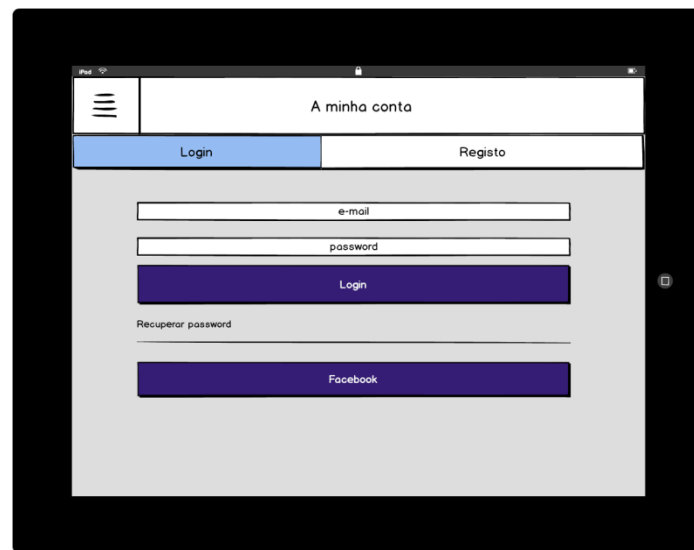 iPad
A minha conta
Login Registo
e-mail
password
Login
Recuperar password
Facebook